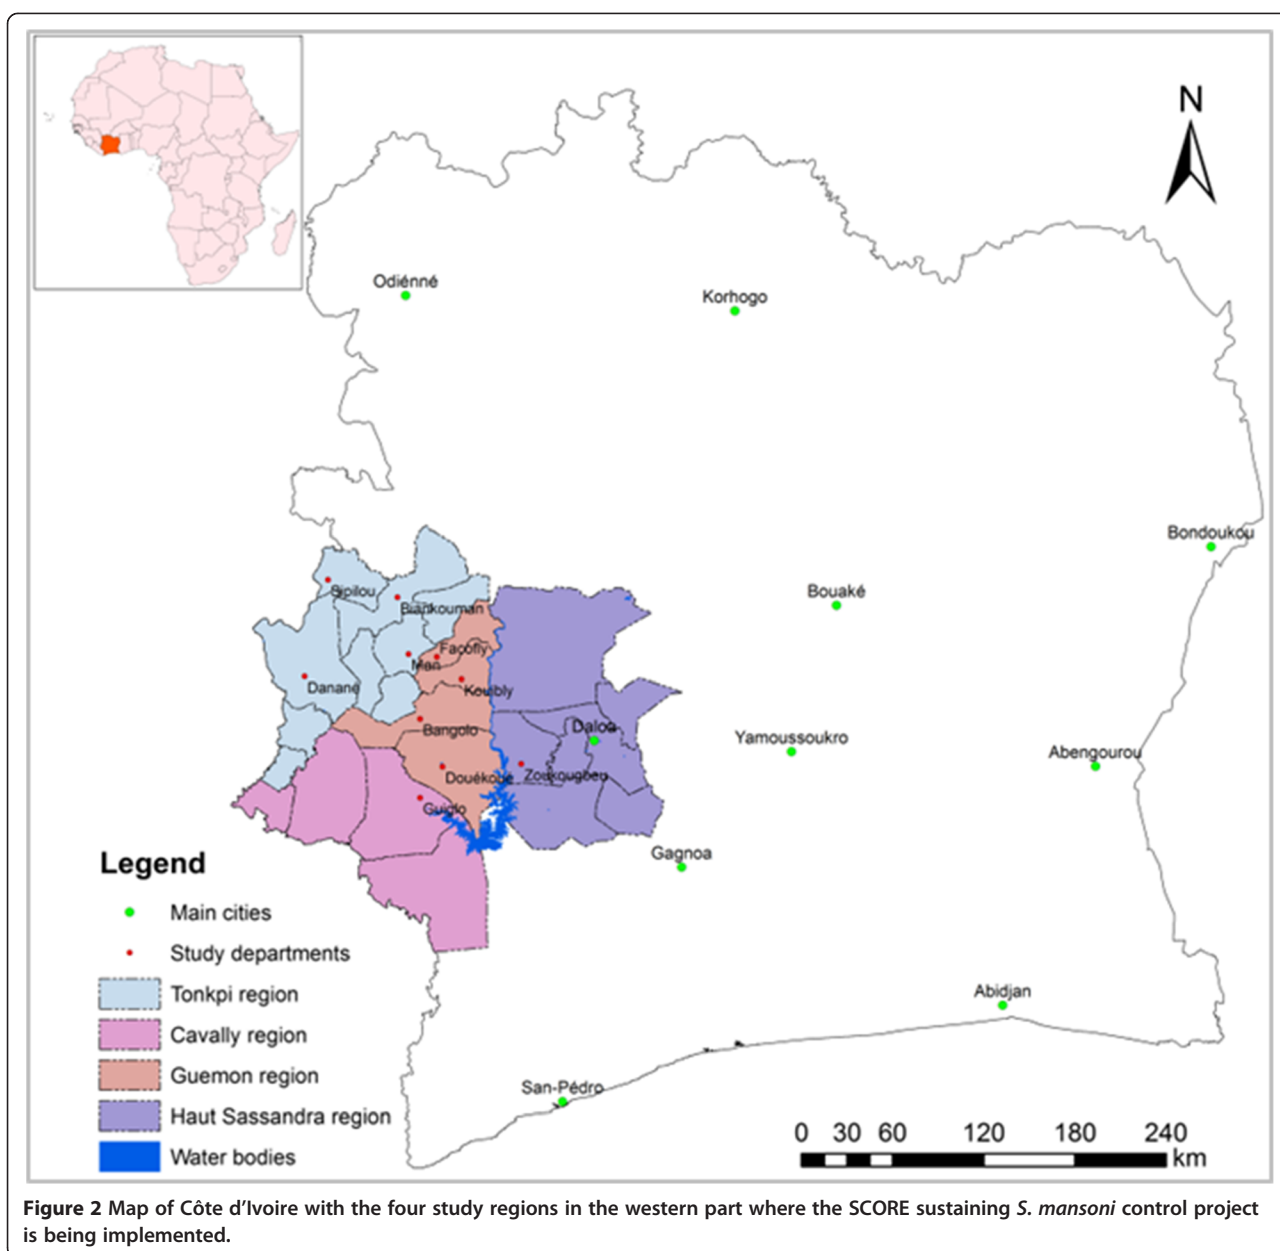 N
Odiénné
Korhogo
Bondoukou
Sipilou
Biankouman
Bouaké
Facofly
Man
Danané
Kouibly
Bangolo
Daloa
Yamoussoukro
Abengourou
Douékoué
Zoukougbeu
Guiglo
Gagnoa
Legend
Main cities
Study departments
Tonkpi region
Cavally region
Guemon region
Haut Sassandra region
Water bodies
Abidjan
San-Pédro
0 30 60 120 180 240
km
Figure 2 Map of Côte d'Ivoire with the four study regions in the western part where the SCORE sustaining S. mansoni control project
is being implemented.